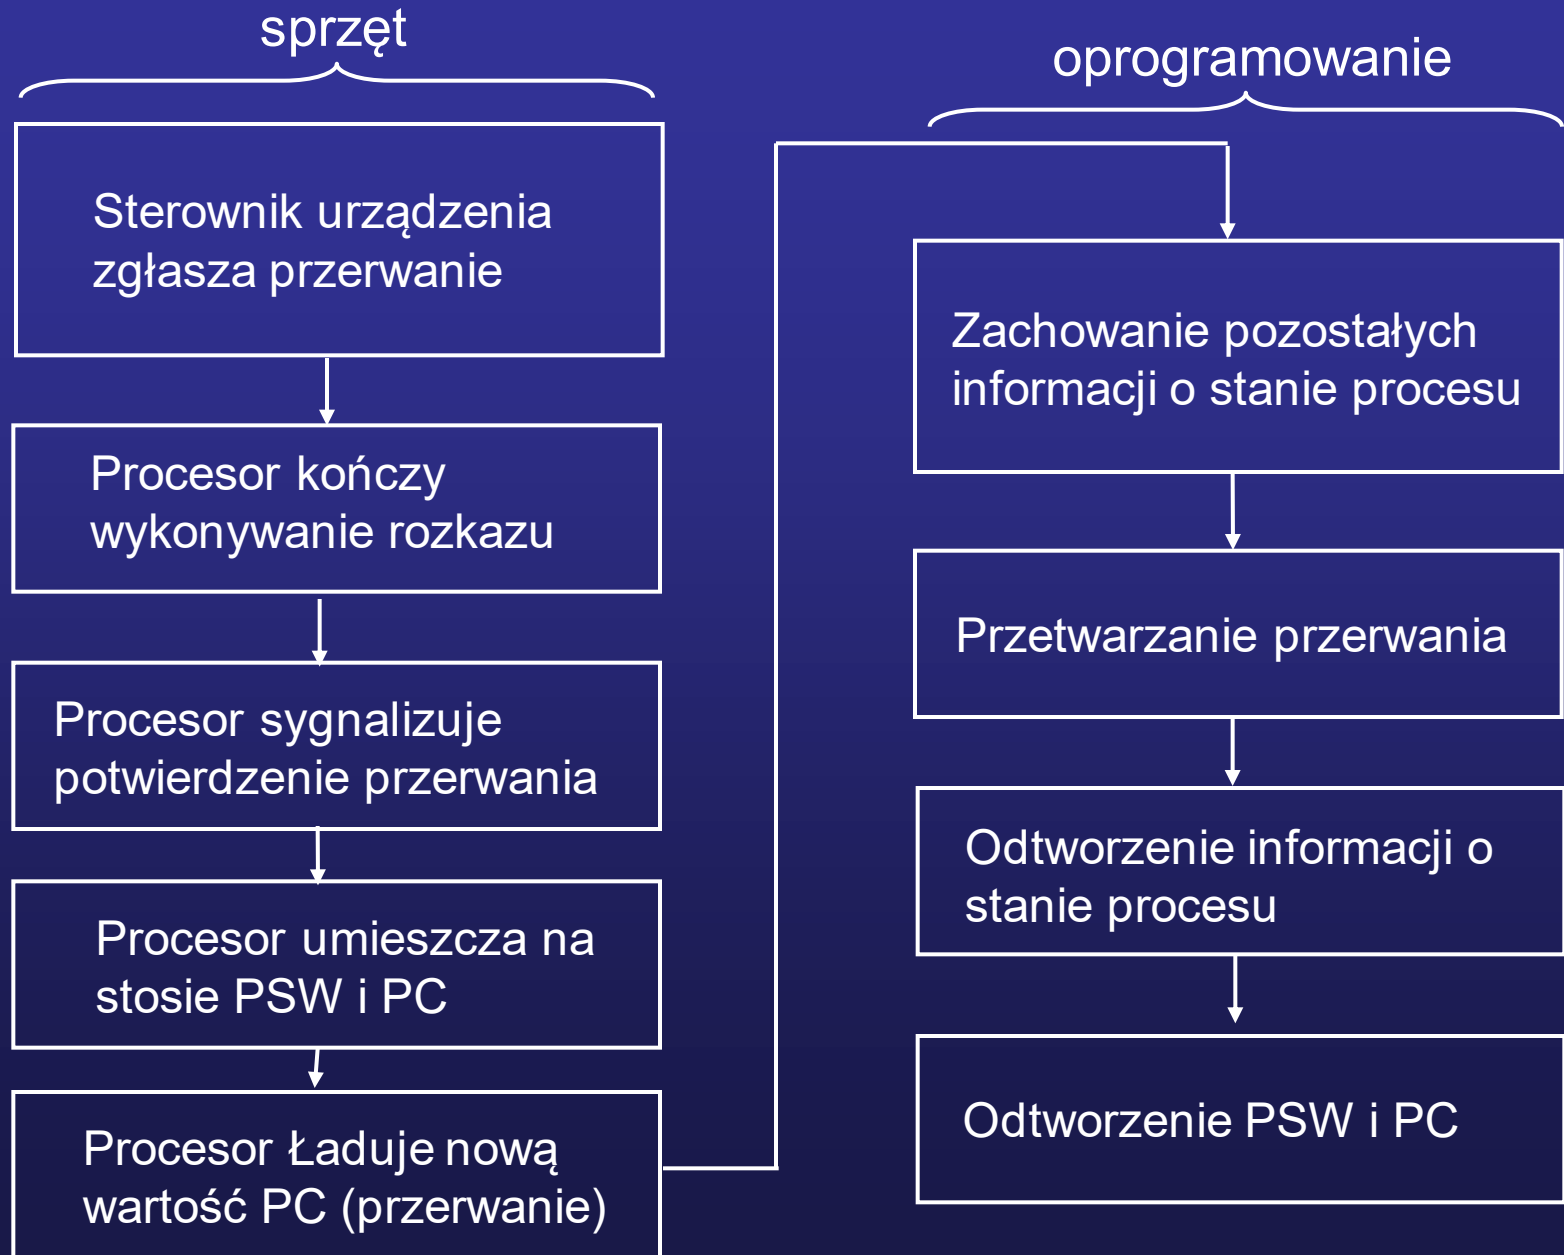 sprzęt
Sterownik urządzenia
zgłasza przerwanie
Procesor kończy
wykonywanie rozkazu
Procesor sygnalizuje
potwierdzenie przerwania
Procesor umieszcza na
stosie PSW i PC
Procesor Ładuje nową
wartość PC (przerwanie)
oprogramowanie
Zachowanie pozostałych
informacji o stanie procesu
Przetwarzanie przerwania
Odtworzenie informacji o
stanie procesu
Odtworzenie PSW i PC